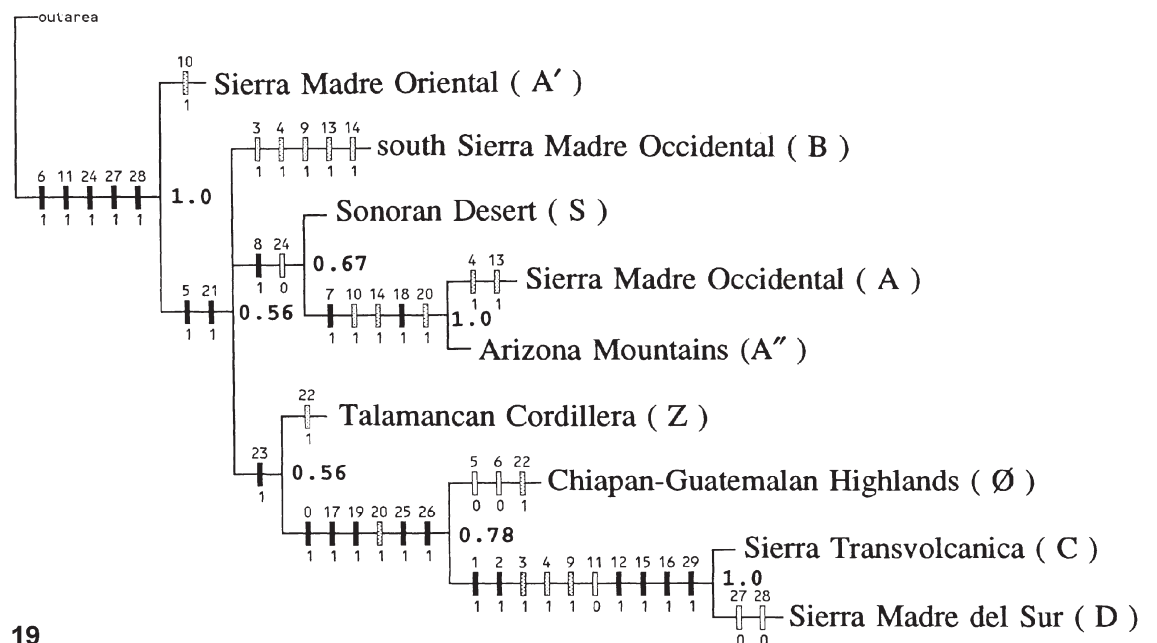 outarea
10
Sierra Madre Oriental ( A′ )
1
3 4 9 13 14
south Sierra Madre Occidental ( B )
1 1 1 1 1
6 11 24 27 28
1.0
1 1 1 1 1
Sonoran Desert ( S )
8 24
0.67
1 0
4 13
Sierra Madre Occidental ( A )
1 1
5 21
0.56
1 1
7 10 14 18 20
1.0
1 1 1 1 1
Arizona Mountains (A″ )
22
Talamancan Cordillera ( Z )
1
23
0.56
1
5 6 22
Chiapan-Guatemalan Highlands ( Ø )
0 0 1
0 17 19 20 25 26
0.78
1 1 1 1 1 1
Sierra Transvolcanica ( C )
1 2 3 4 9 11 12 15 16 29
1.0
1 1 1 1 1 0 1 1 1 1
27 28
Sierra Madre del Sur ( D )
0 0
19